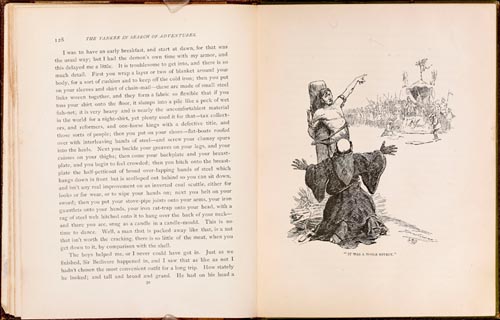 128
THE YANKEE IN SEARCH OF ADVENTURES.
I was to have an early breakfast, and start at dawn, for that was
the usual way; but I had the demon's own time with my armor, and
this delayed me a little. It is troublesome to get into, and there is so
much detail. First you wrap a layer or two of blanket around your
body, for a sort of cushion and to keep off the cold iron; then you put
on your sleeves and shirt of chain-mail—these are made of small steel
links woven together, and they form a fabric so flexible that if you
toss your shirt onto the floor, it slumps into a pile like a peck of wet
fish-net; it is very heavy and is nearly the uncomfortablest material
in the world for a night-shirt, yet plenty used it for that—tax collect-
ors, and reformers, and one-horse kings with a defective title, and
those sorts of people; then you put on your shoes—flat-boats roofed
over with interleaving bands of steel—and screw your clumsy spurs
into the heels. Next you buckle your greaves on your legs, and your
cuisses on your thighs; then come your backplate and your breast-
plate, and you begin to feel crowded; then you hitch onto the breast-
plate the half-petticoat of broad overlapping bands of steel which
hangs down in front but is scolloped out behind so you can sit down,
and isn't any real improvement on an inverted coal scuttle, either for
looks or for wear, or to wipe your hands on; next you belt on your
sword; then you put your stove-pipe joints onto your arms, your iron
gauntlets onto your hands, your iron rat-trap onto your head, with a
rag of steel web hitched onto it to hang over the back of your neck—
and there you are, snug as a candle in a candle-mould. This is no
time to dance. Well, a man that is packed away like that, is a nut
that isn't worth the cracking, there is so little of the meat, when you
get down to it, by comparison with the shell.
The boys helped me, or I never could have got in. Just as we
finished, Sir Bedivere happened in, and I saw that as like as not I
hadn't chosen the most convenient outfit for a long trip. How stately
he looked; and tall and broad and grand. He had on his head a
"IT WAS A NOBLE EFFECT."